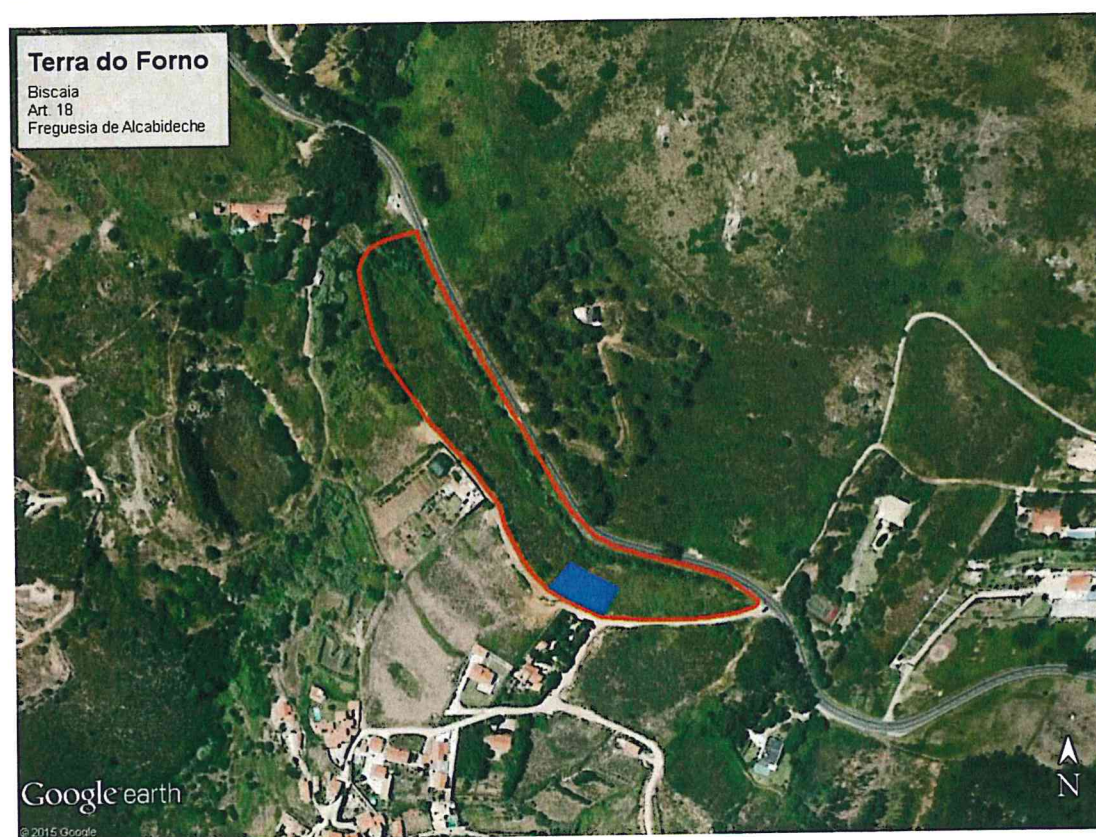 Terra do Forno
Biscaia
Art. 18
Freguesia de Alcabideche
N
Google earth
© 2015 Google